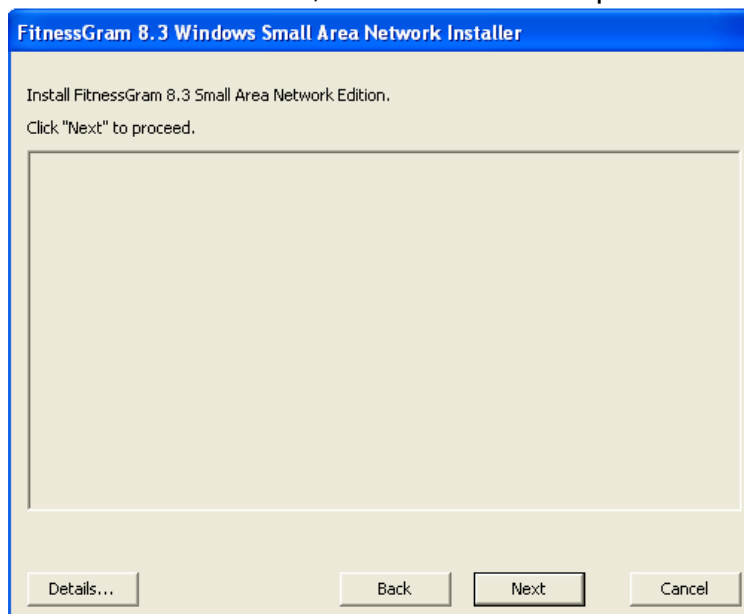 FitnessGram 8.3 Windows Small Area Network Installer
Install FitnessGram 8.3 Small Area Network Edition.
Click "Next" to proceed.
Details... Back Next Cancel